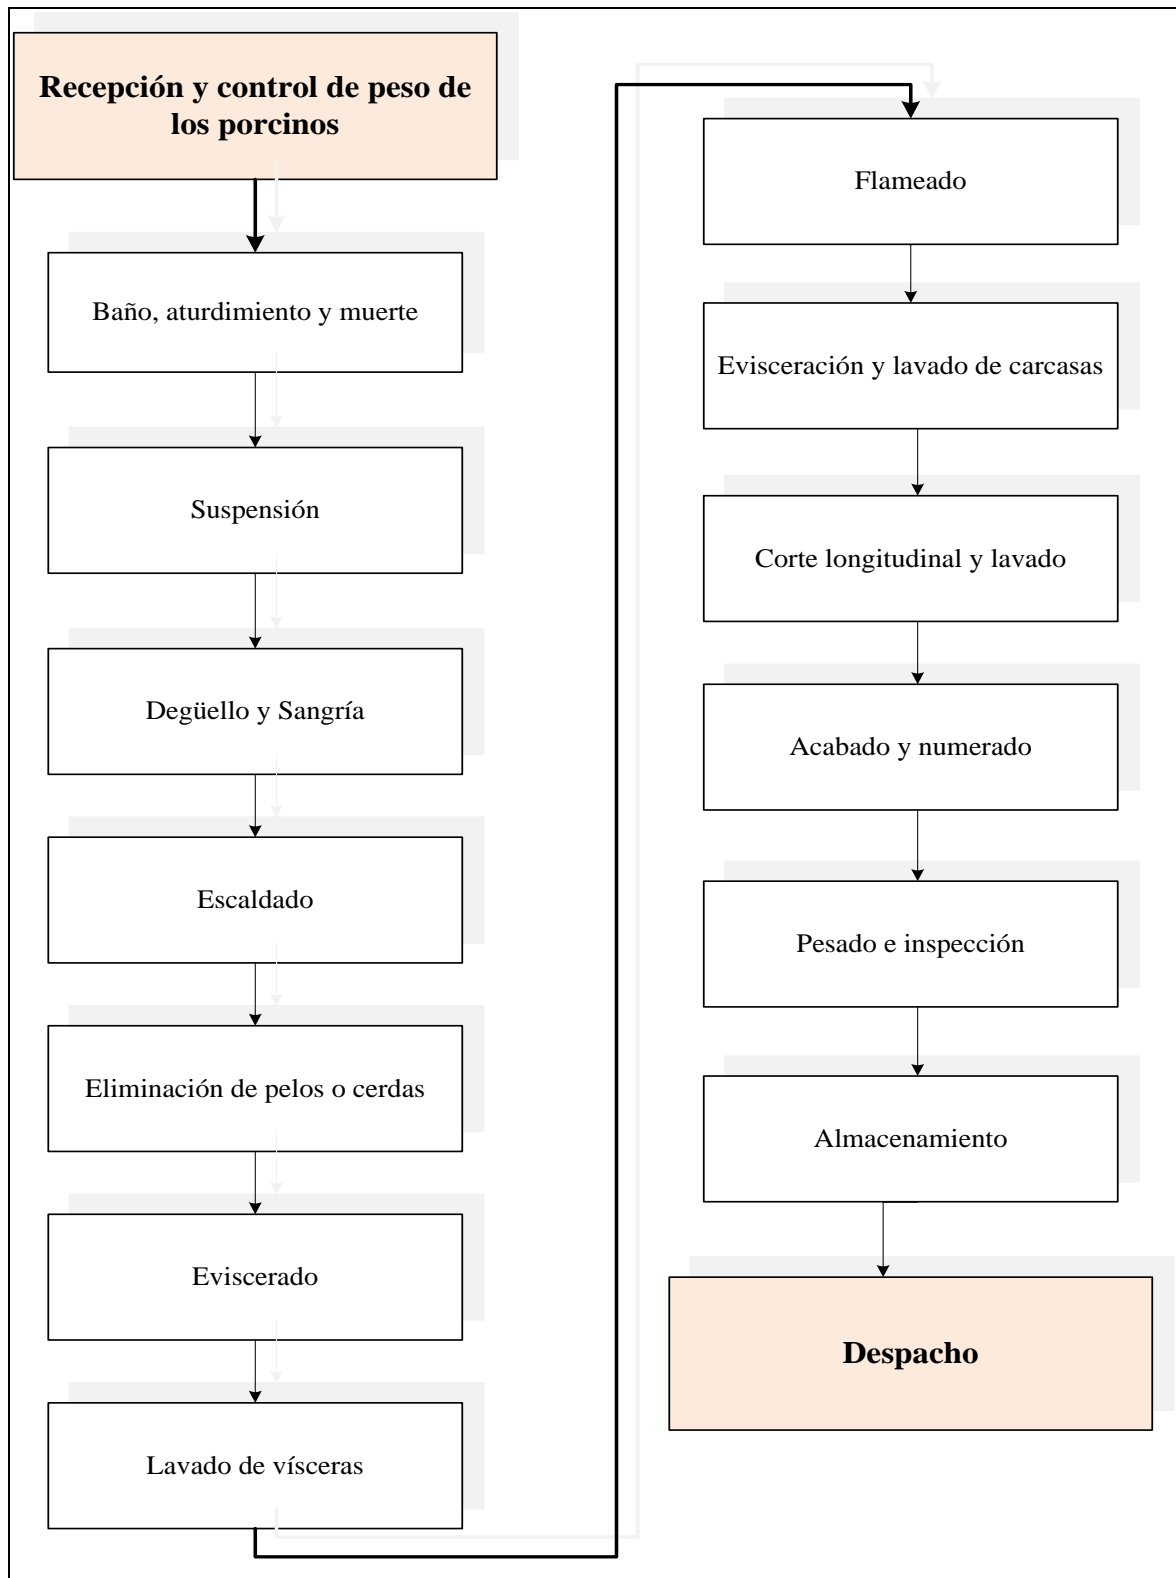 Recepción y control de peso de
los porcinos
Baño, aturdimiento y muerte
Suspensión
Degüello y Sangría
Escaldado
Eliminación de pelos o cerdas
Eviscerado
Lavado de vísceras
Flameado
Evisceración y lavado de carcasas
Corte longitudinal y lavado
Acabado y numerado
Pesado e inspección
Almacenamiento
Despacho